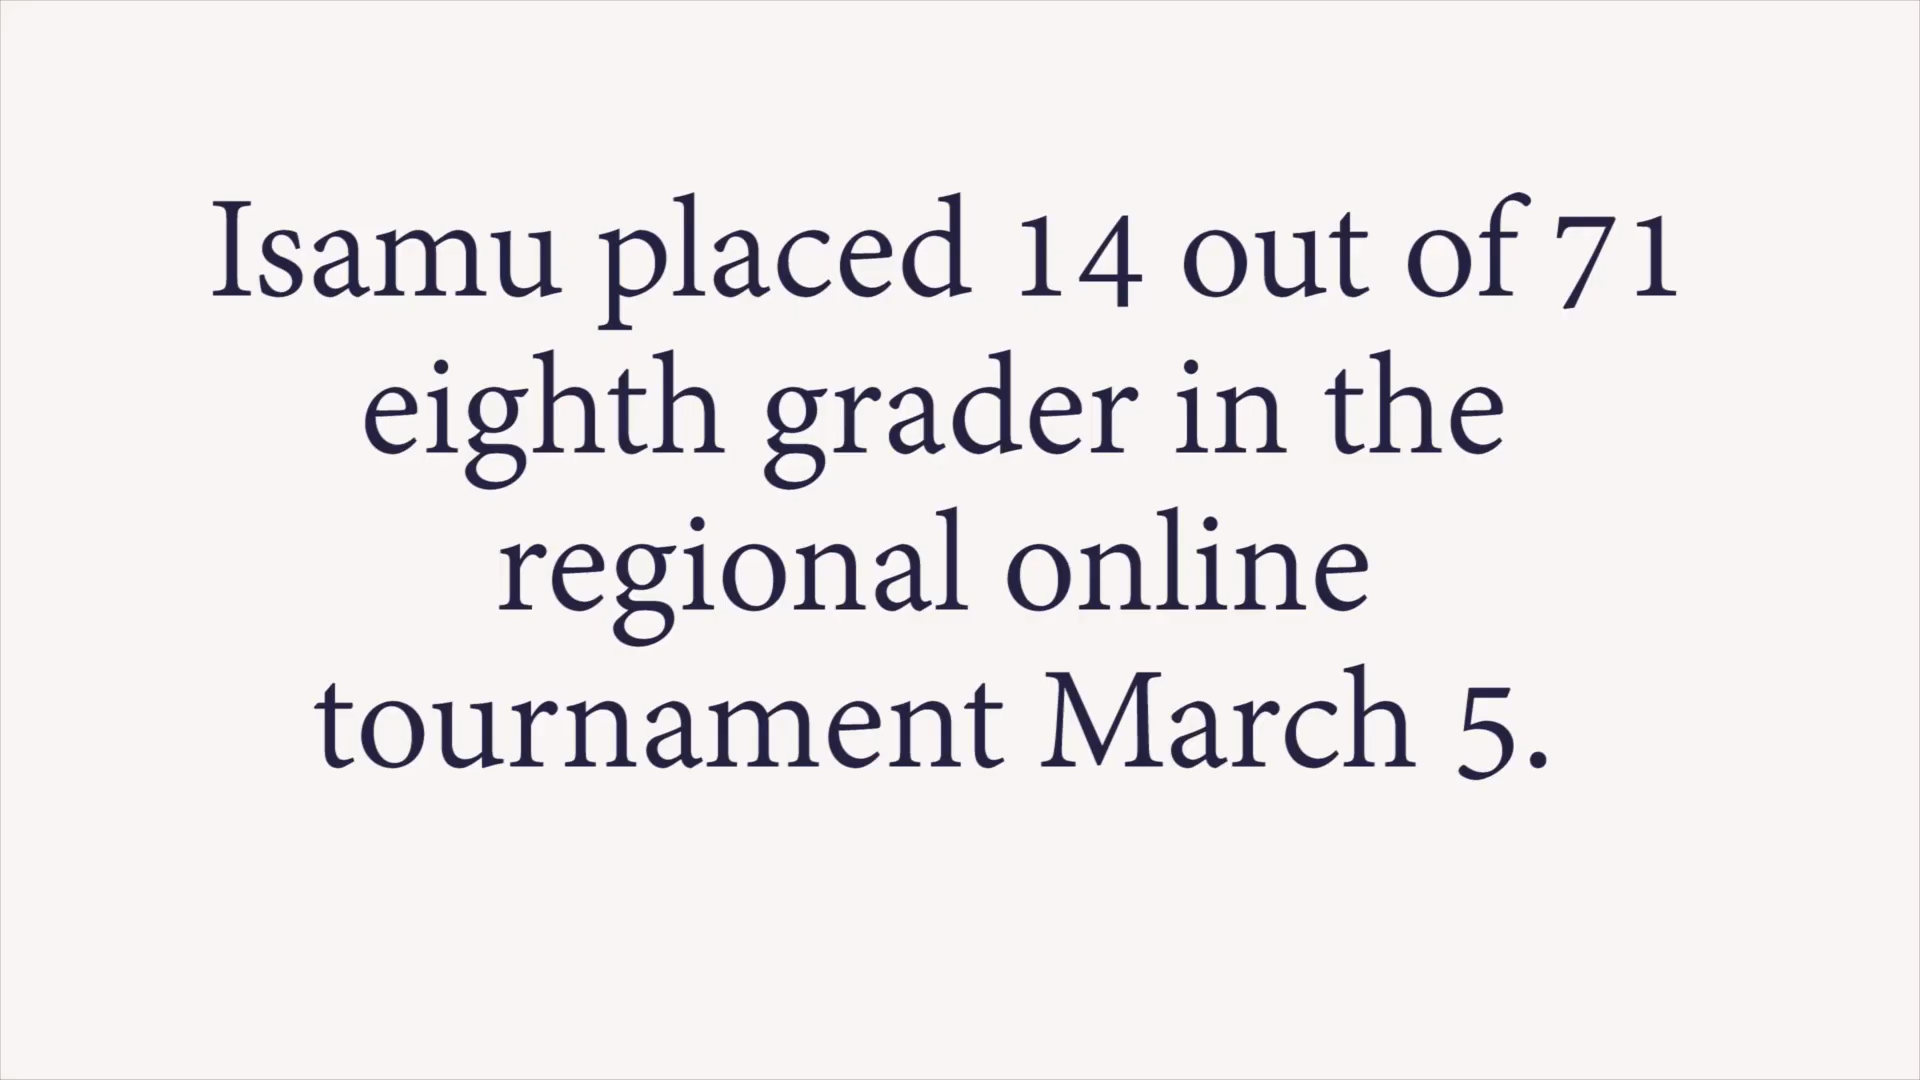 Isamu placed 14 out of 71
eighth grader in the
regional online
tournament March 5.